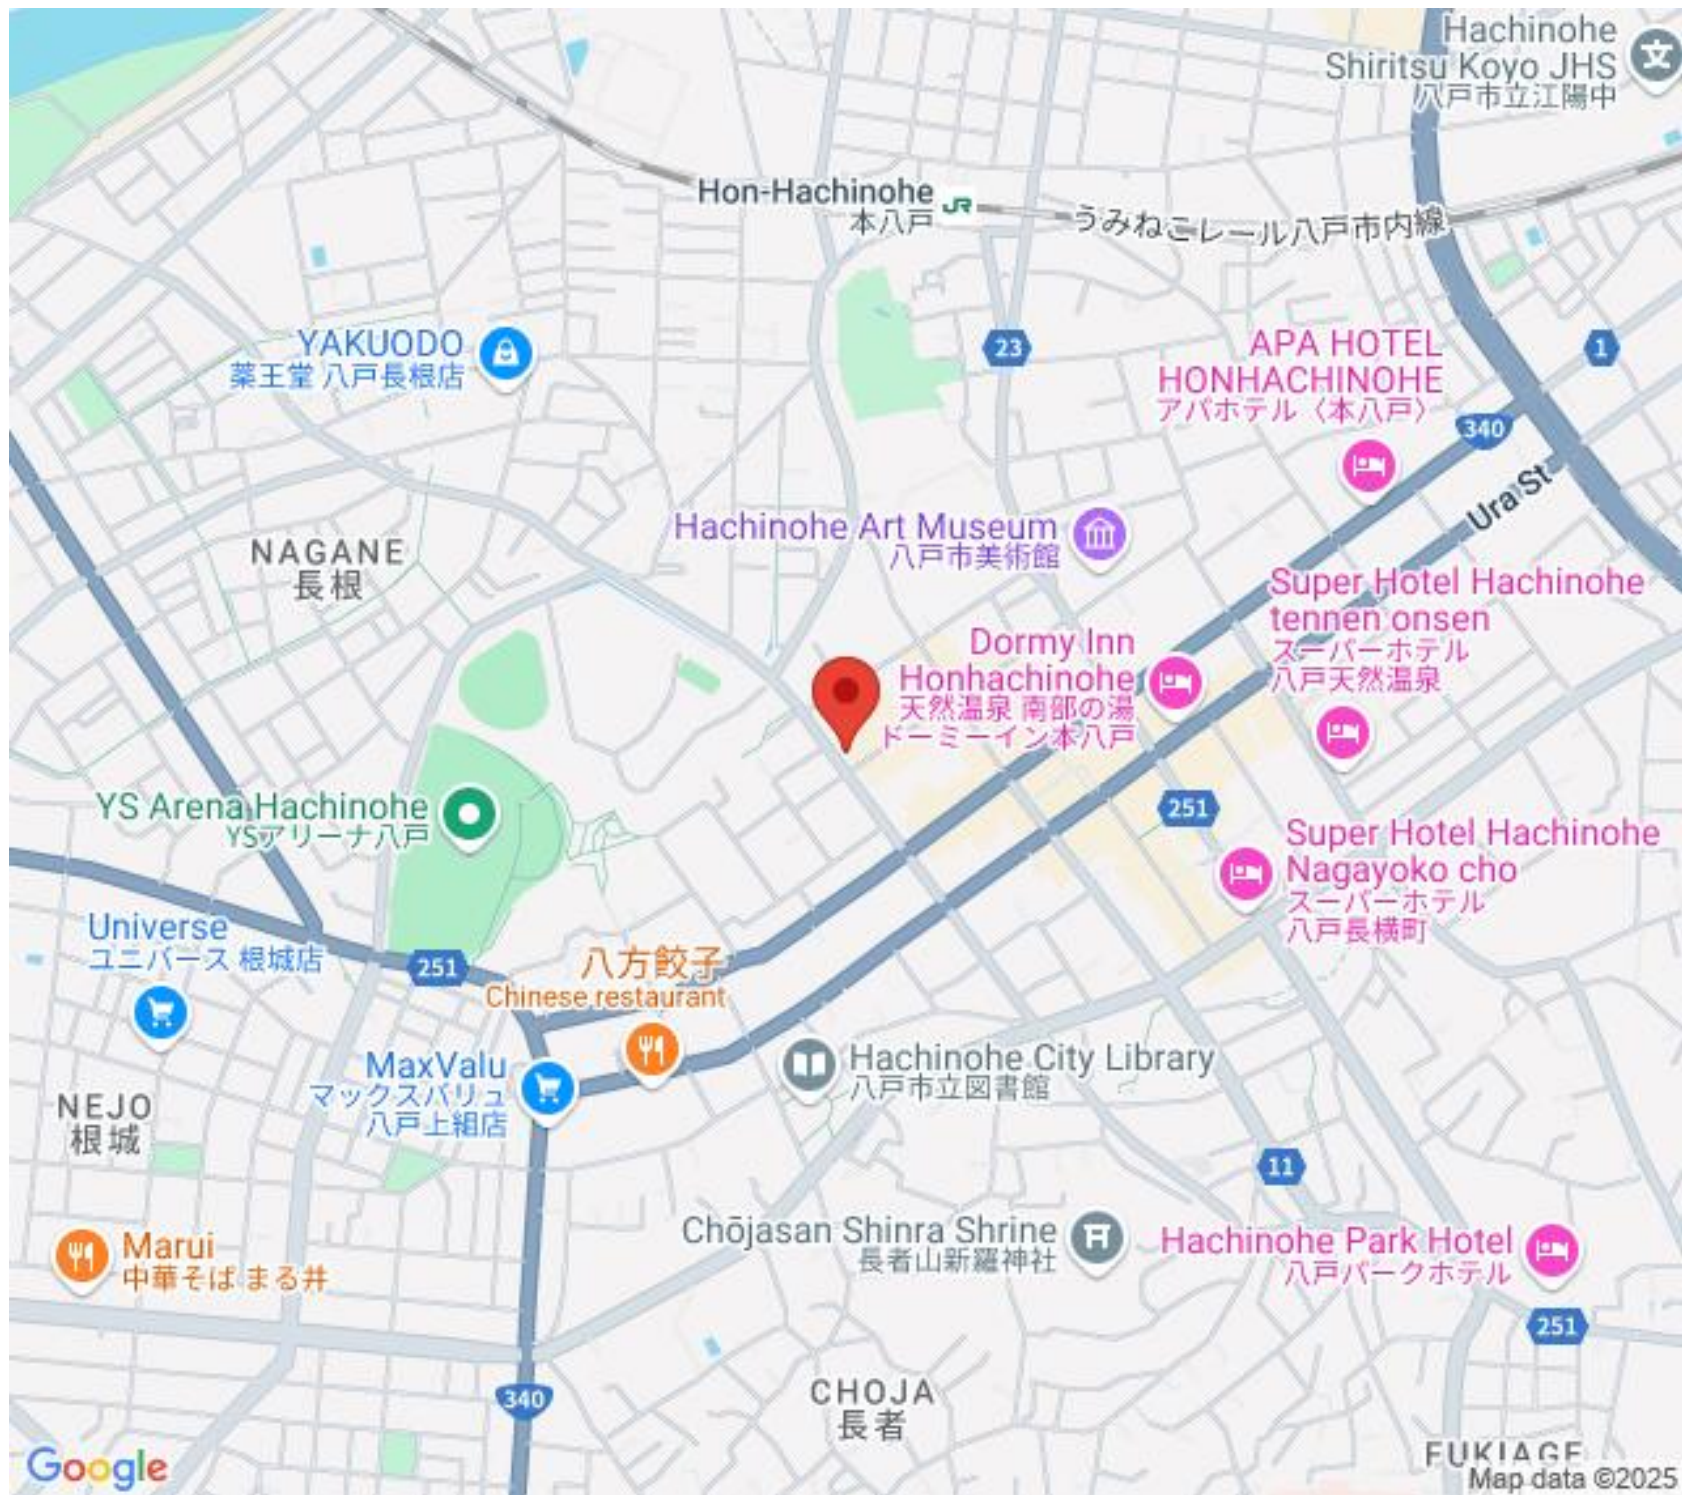 Hachinohe
Shiritsu Koyo JHS
八戸市立江陽中
Hon-Hachinohe
本八戸
JR
うみねこレール八戸市内線
YAKUODO
薬王堂 八戸長根店
23
1
APA HOTEL
HONHACHINOHE
アパホテル〈本八戸〉
340
Ura St
Hachinohe Art Museum
八戸市美術館
NAGANE
長根
Super Hotel Hachinohe
tennen onsen
スーパーホテル
八戸天然温泉
Dormy Inn
Honhachinohe
天然温泉 南部の湯
ドーミーイン本八戸
YS Arena Hachinohe
YSアリーナ八戸
251
Super Hotel Hachinohe
Nagayoko cho
スーパーホテル
八戸長横町
Universe
ユニバース 根城店
251
八方餃子
Chinese restaurant
MaxValu
マックスバリュ
八戸上組店
Hachinohe City Library
八戸市立図書館
NEJO
根城
11
Chōjasan Shinra Shrine
長者山新羅神社
Hachinohe Park Hotel
八戸パークホテル
Marui
中華そば まる井
251
340
CHOJA
長者
FUKIAGE
Google
Map data ©2025